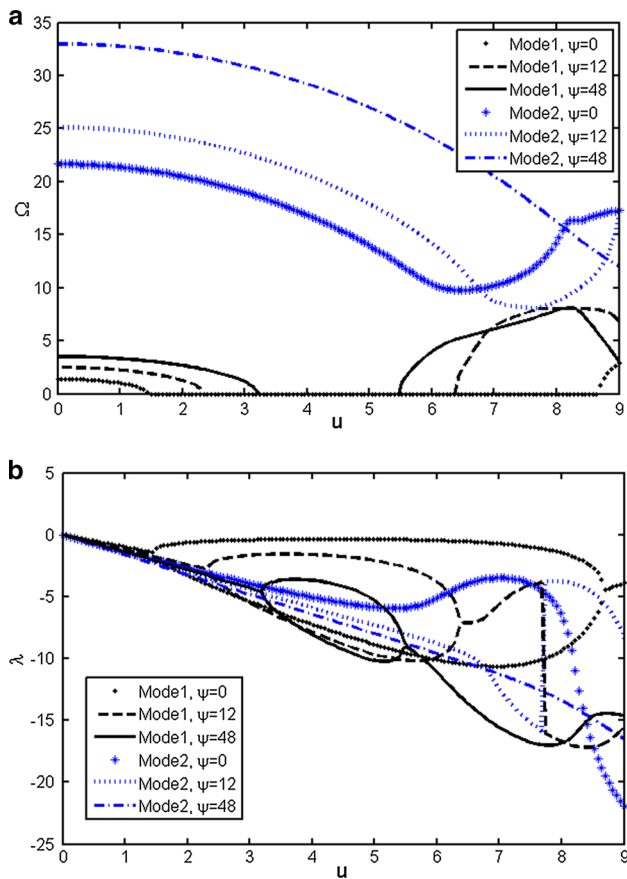 a
35
30
25
20
15
10
5
0
Ω
0 1 2 3 4 5 6 7 8 9
u
Mode1, ψ=0
Mode1, ψ=12
Mode1, ψ=48
Mode2, ψ=0
Mode2, ψ=12
Mode2, ψ=48
b
5
0
-5
-10
-15
-20
-25
λ
0 1 2 3 4 5 6 7 8 9
u
Mode1, ψ=0
Mode1, ψ=12
Mode1, ψ=48
Mode2, ψ=0
Mode2, ψ=12
Mode2, ψ=48